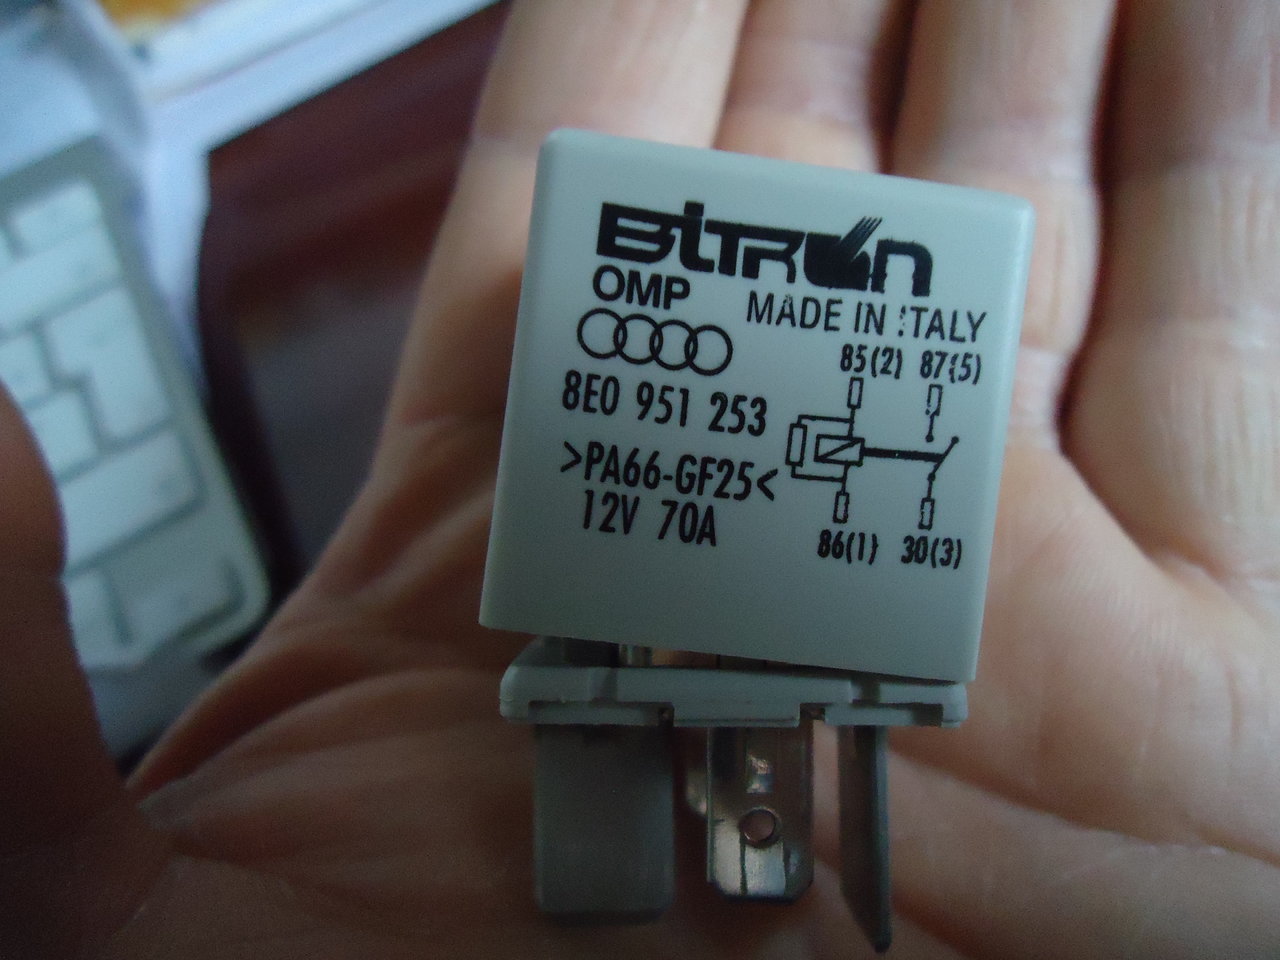 BiTRON
OMP
MADE IN ITALY
85(2) 87(5)
8E0 951 253
>PA66-GF25<
12V 70A
86(1) 30(3)